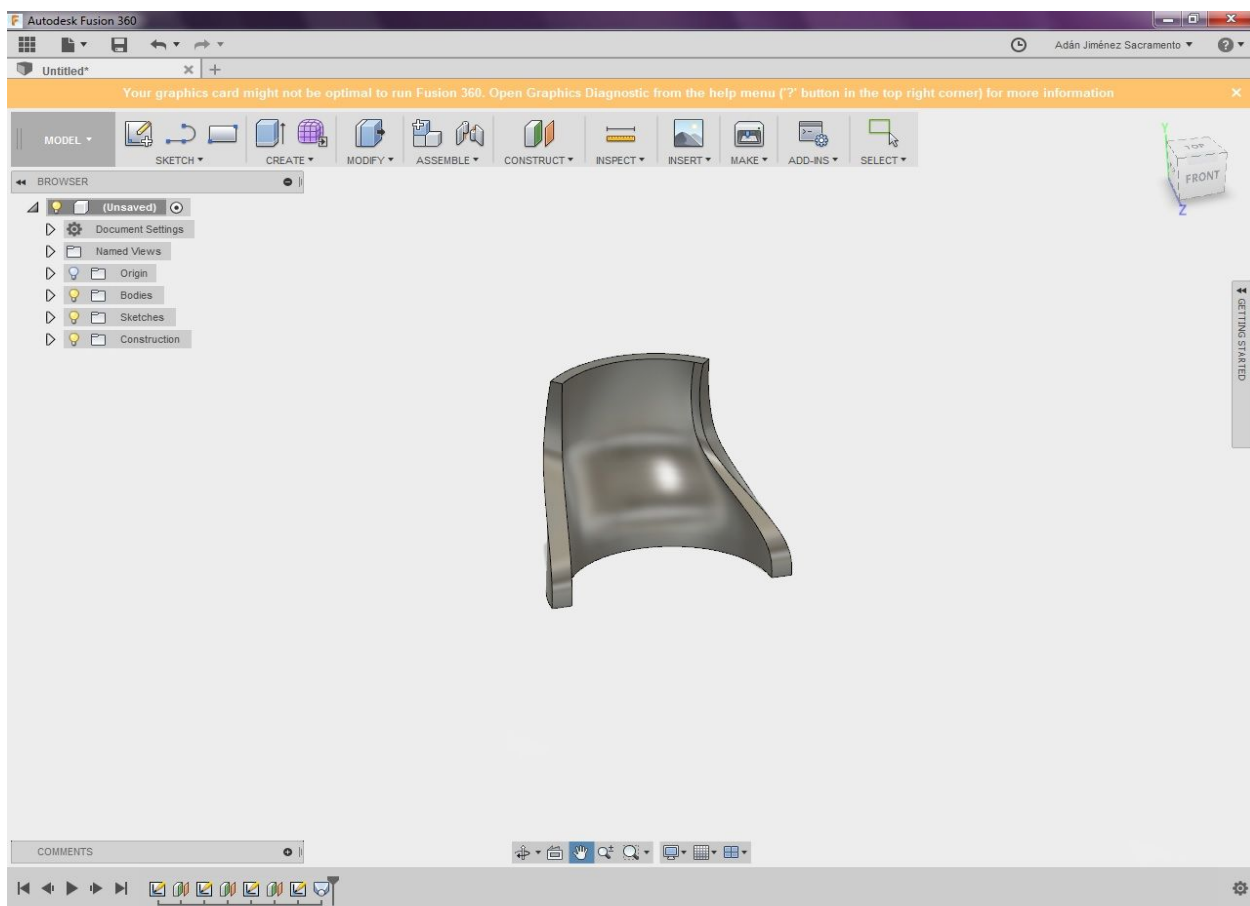 Autodesk Fusion 360
Adán Jiménez Sacramento
Untitled*
Your graphics card might not be optimal to run Fusion 360. Open Graphics Diagnostic from the help menu ('?' button in the top right corner) for more information
MODEL
SKETCH
CREATE
MODIFY
ASSEMBLE
CONSTRUCT
INSPECT
INSERT
MAKE
ADD-INS
SELECT
Y
TOP
FRONT
Z
BROWSER
(Unsaved)
Document Settings
Named Views
Origin
Bodies
Sketches
Construction
GETTING STARTED
COMMENTS